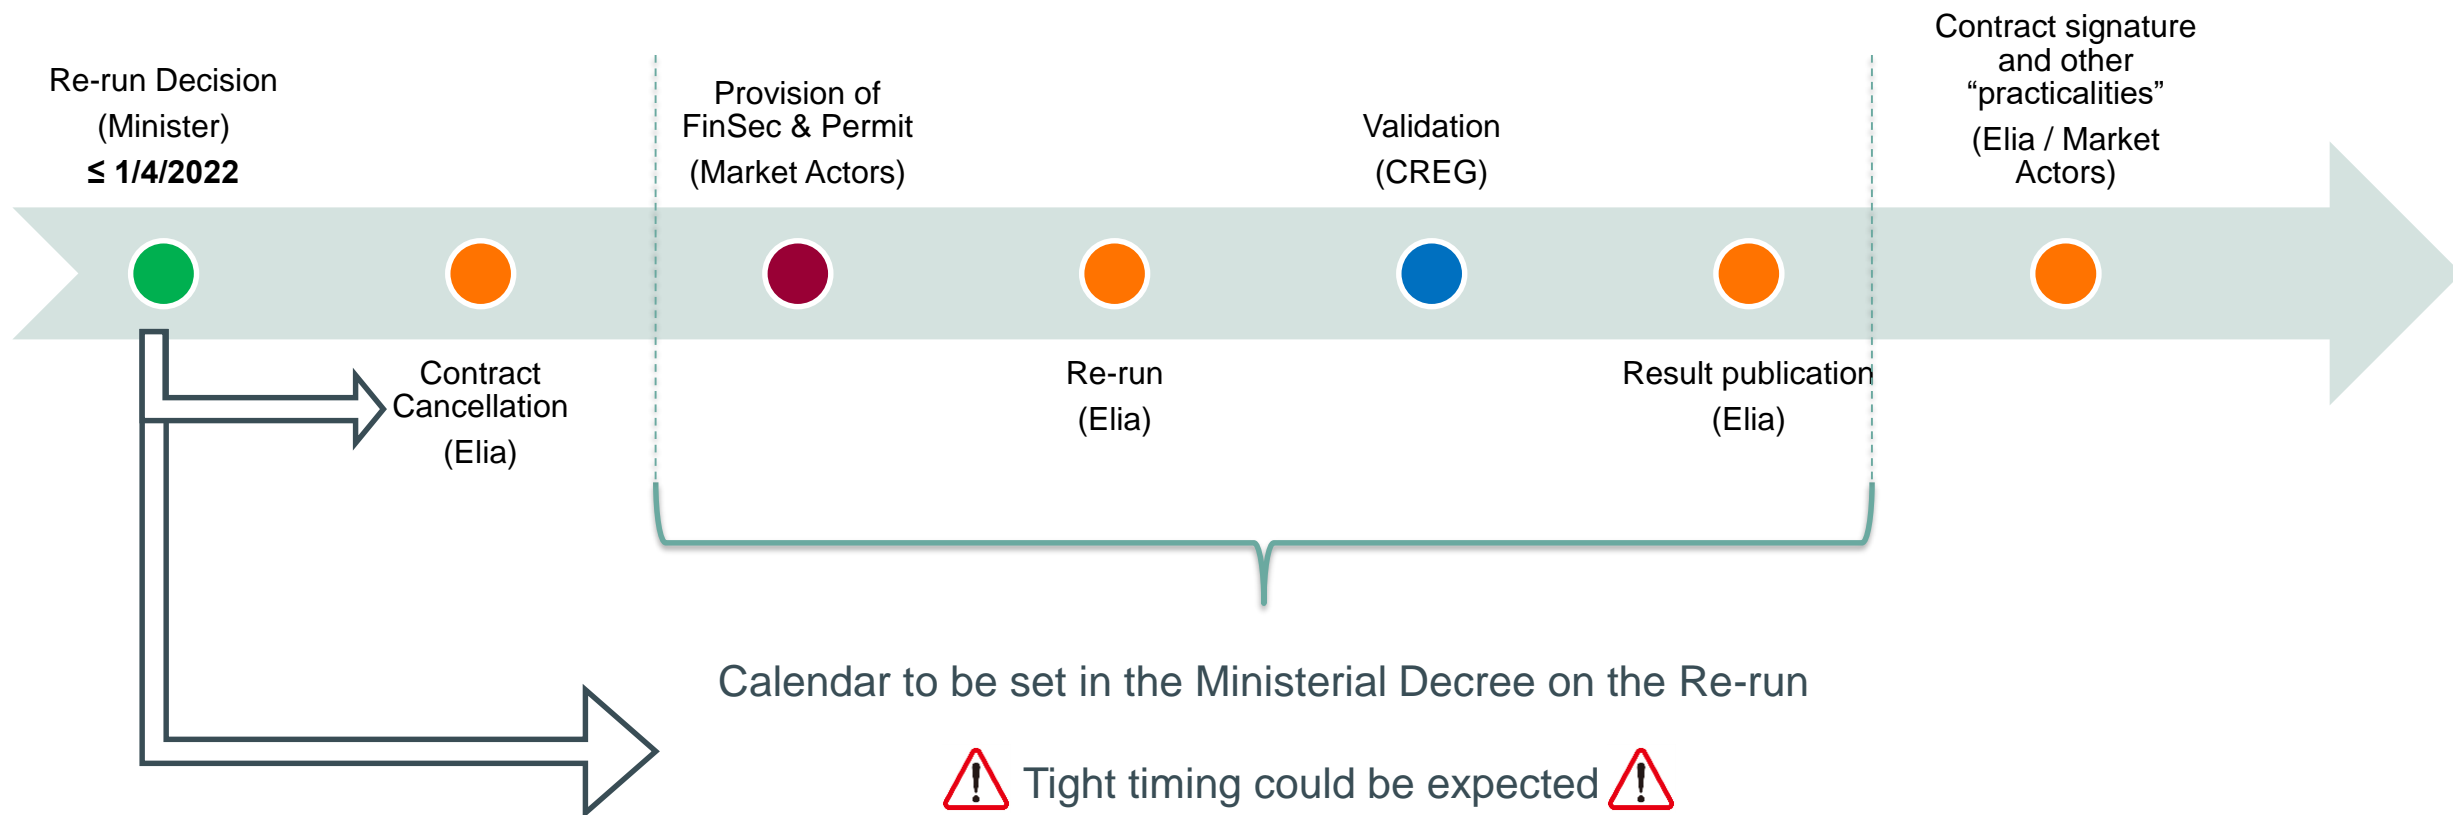 Re-run Decision
(Minister)
≤ 1/4/2022
Contract
Cancellation
(Elia)
Provision of
FinSec & Permit
(Market Actors)
Re-run
(Elia)
Validation
(CREG)
Result publication
(Elia)
Contract signature
and other
“practicalities”
(Elia / Market
Actors)
Calendar to be set in the Ministerial Decree on the Re-run
Tight timing could be expected